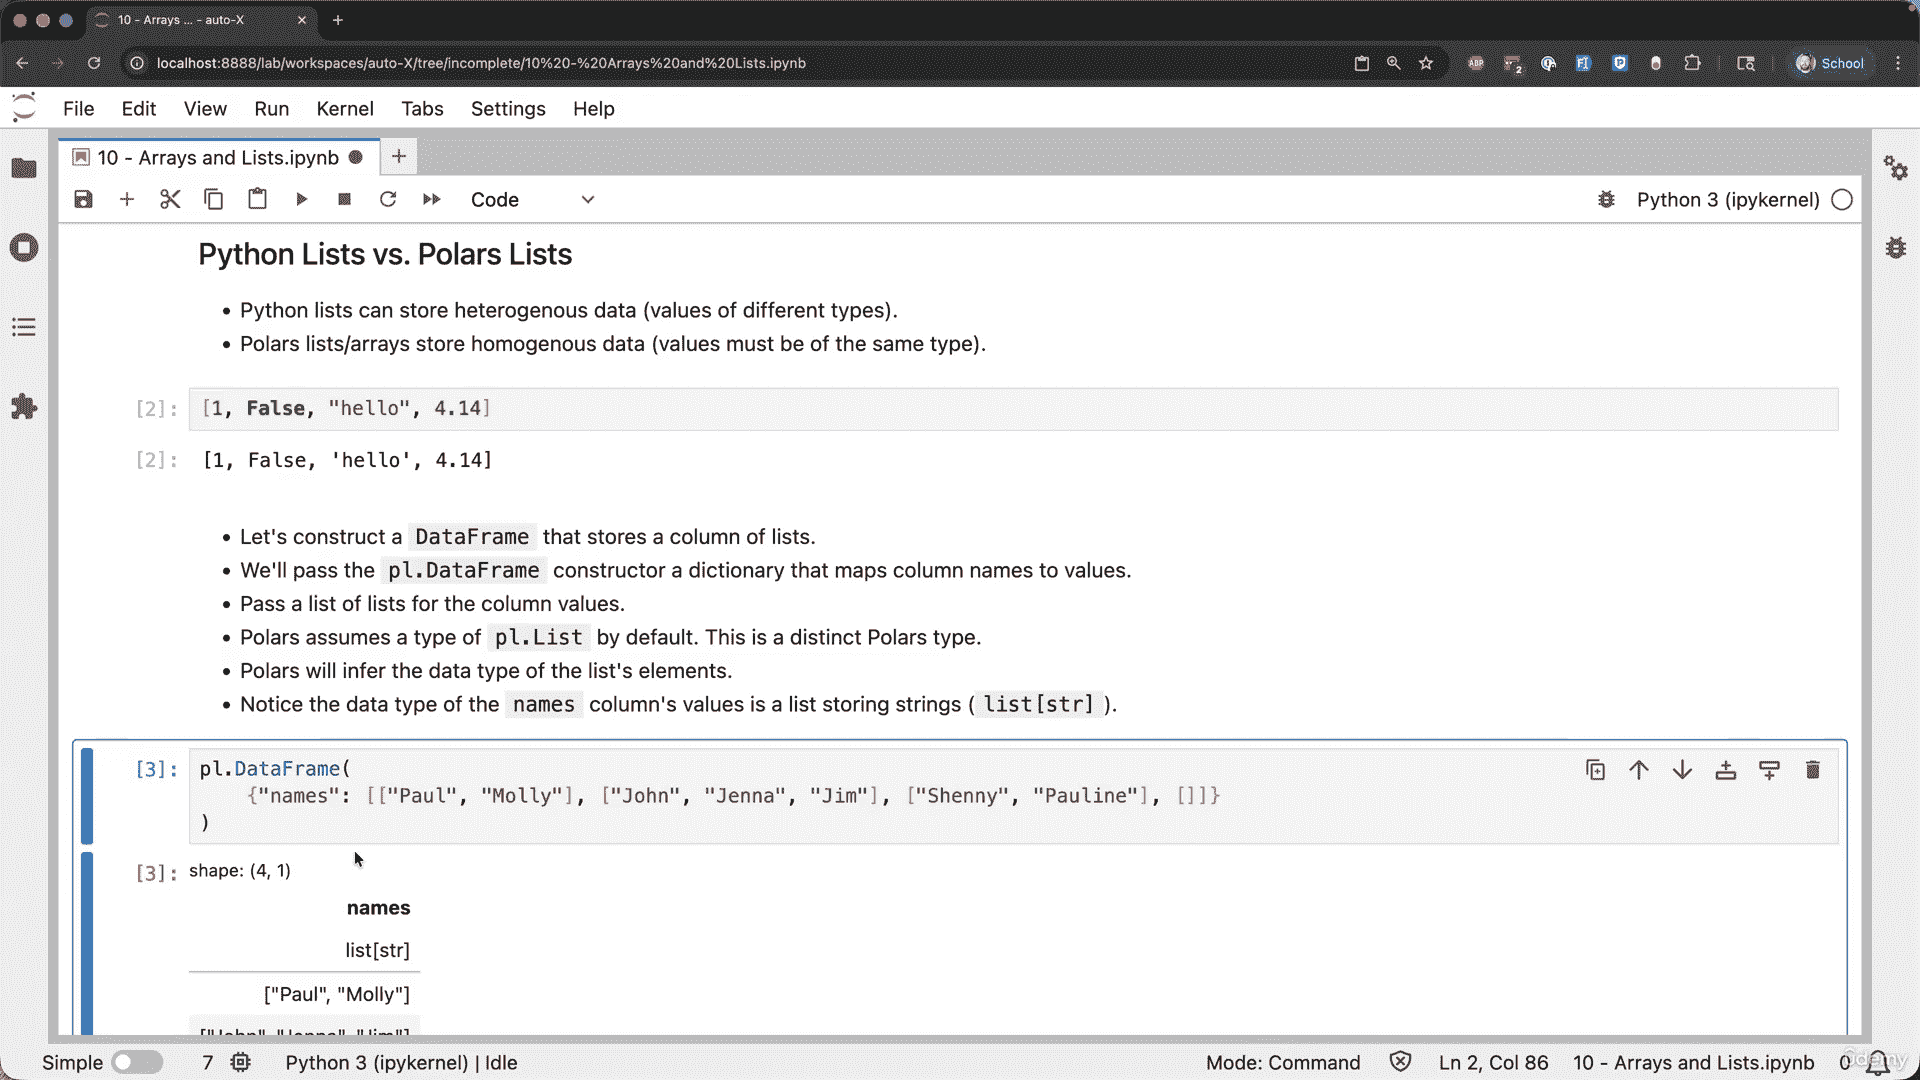 10 - Arrays ... - auto-X
localhost:8888/lab/workspaces/auto-X/tree/incomplete/10%20-%20Arrays%20and%20Lists.ipynb
ABP
2
School
File Edit View Run Kernel Tabs Settings Help
10 - Arrays and Lists.ipynb
Code
Python 3 (ipykernel)
Python Lists vs. Polars Lists
• Python lists can store heterogenous data (values of different types).
• Polars lists/arrays store homogenous data (values must be of the same type).
[2]: [1, False, "hello", 4.14]
[2]: [1, False, 'hello', 4.14]
• Let's construct a DataFrame that stores a column of lists.
• We'll pass the pl.DataFrame constructor a dictionary that maps column names to values.
• Pass a list of lists for the column values.
• Polars assumes a type of pl.List by default. This is a distinct Polars type.
• Polars will infer the data type of the list's elements.
• Notice the data type of the names column's values is a list storing strings ( list[str] ).
[3]: pl.DataFrame(
{"names": [["Paul", "Molly"], ["John", "Jenna", "Jim"], ["Shenny", "Pauline"], []]}
)
[3]: shape: (4, 1)
names
list[str]
["Paul", "Molly"]
["John", "Jenna", "Jim"]
Simple 7 Python 3 (ipykernel) | Idle Mode: Command Ln 2, Col 86 10 - Arrays and Lists.ipynb 0
Udemy